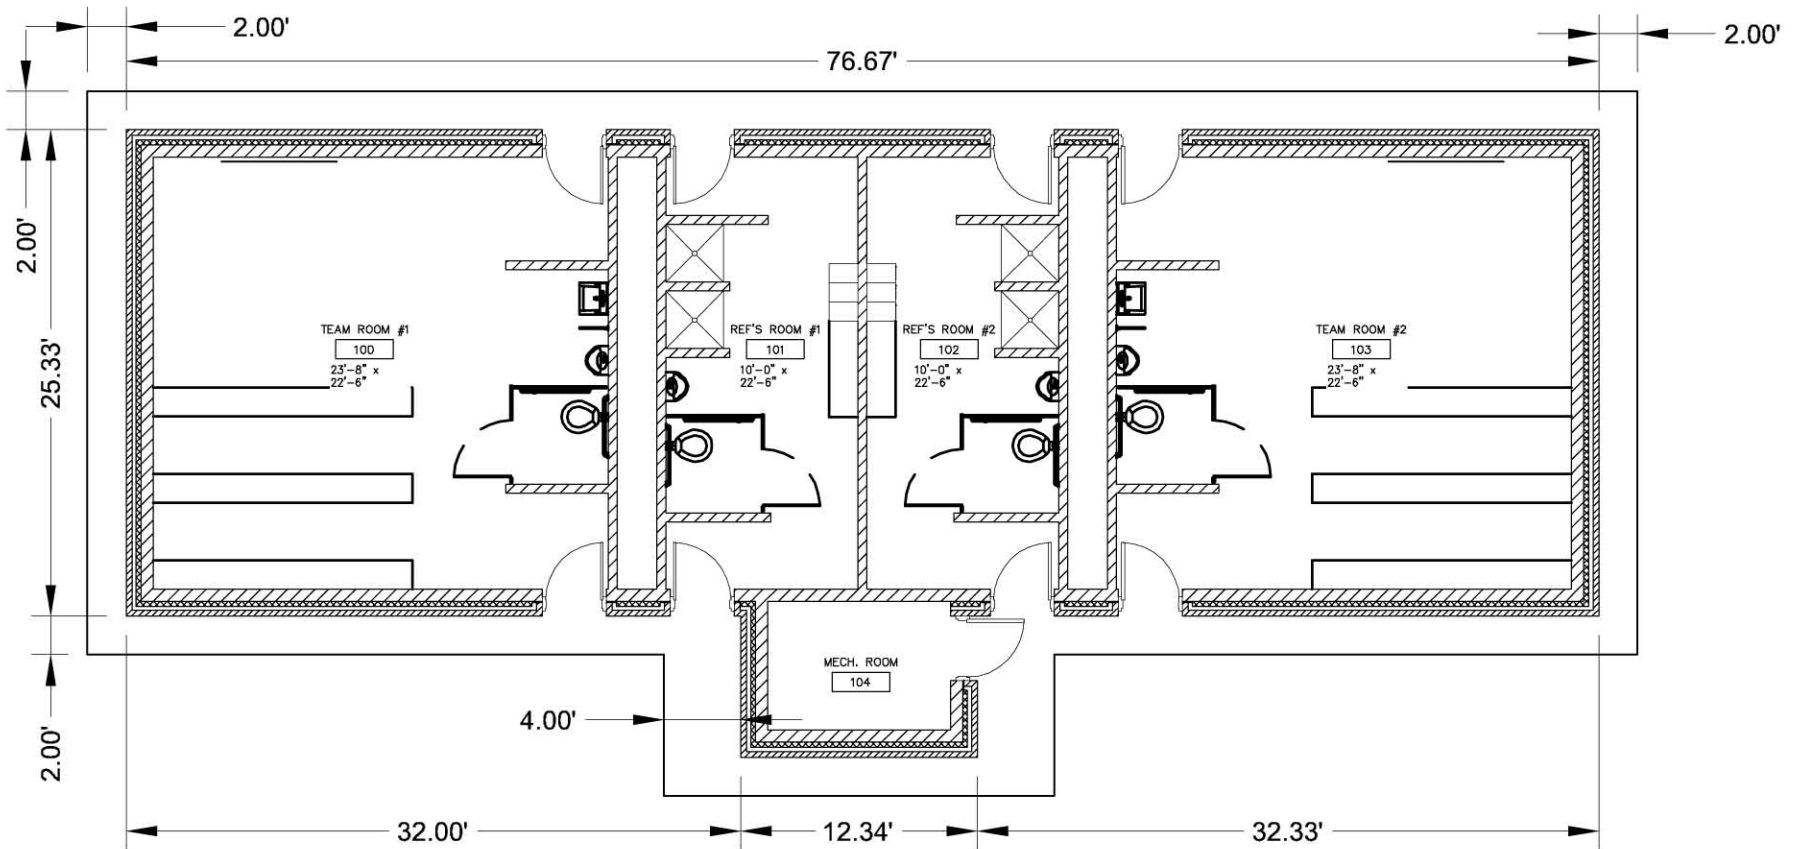 2.00'
2.00'
76.67'
2.00'
25.33'
TEAM ROOM #1
100
23'-8" x
22'-6"
REF'S ROOM #1
101
10'-0" x
22'-6"
REF'S ROOM #2
102
10'-0" x
22'-6"
TEAM ROOM #2
103
23'-8" x
22'-6"
MECH. ROOM
104
4.00'
2.00'
32.00'
12.34'
32.33'